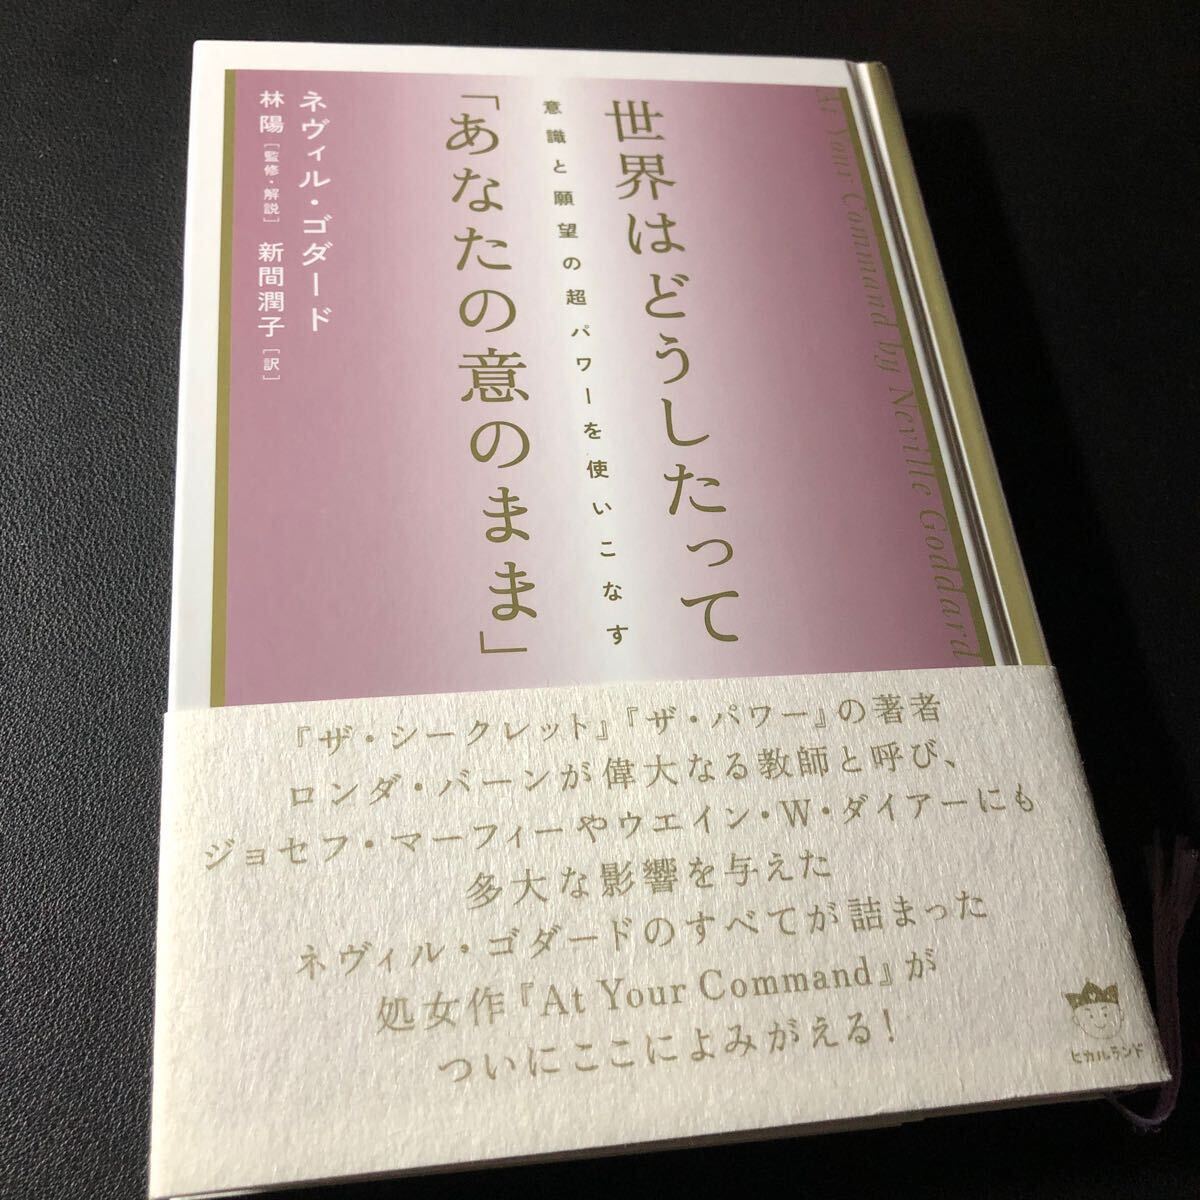 世界はどうしたって
「あなたの意のまま」
意識と願望の超パワーを使いこなす
ネヴィル・ゴダード
林陽[監修・解説] 新間潤子[訳]
At Your Command by Neville Goddard
『ザ・シークレット』『ザ・パワー』の著者
ロンダ・バーンが偉大なる教師と呼び、
ジョセフ・マーフィーやウエイン・W・ダイアーにも
多大な影響を与えた
ネヴィル・ゴダードのすべてが詰まった
処女作『At Your Command』が
ついにここによみがえる!
ヒカルランド